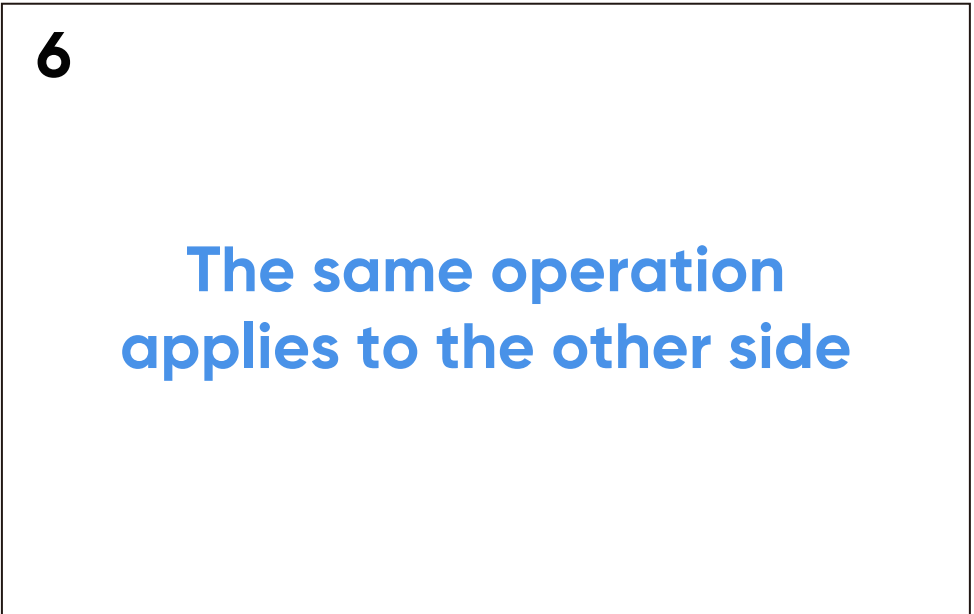 6
The same operation
applies to the other side